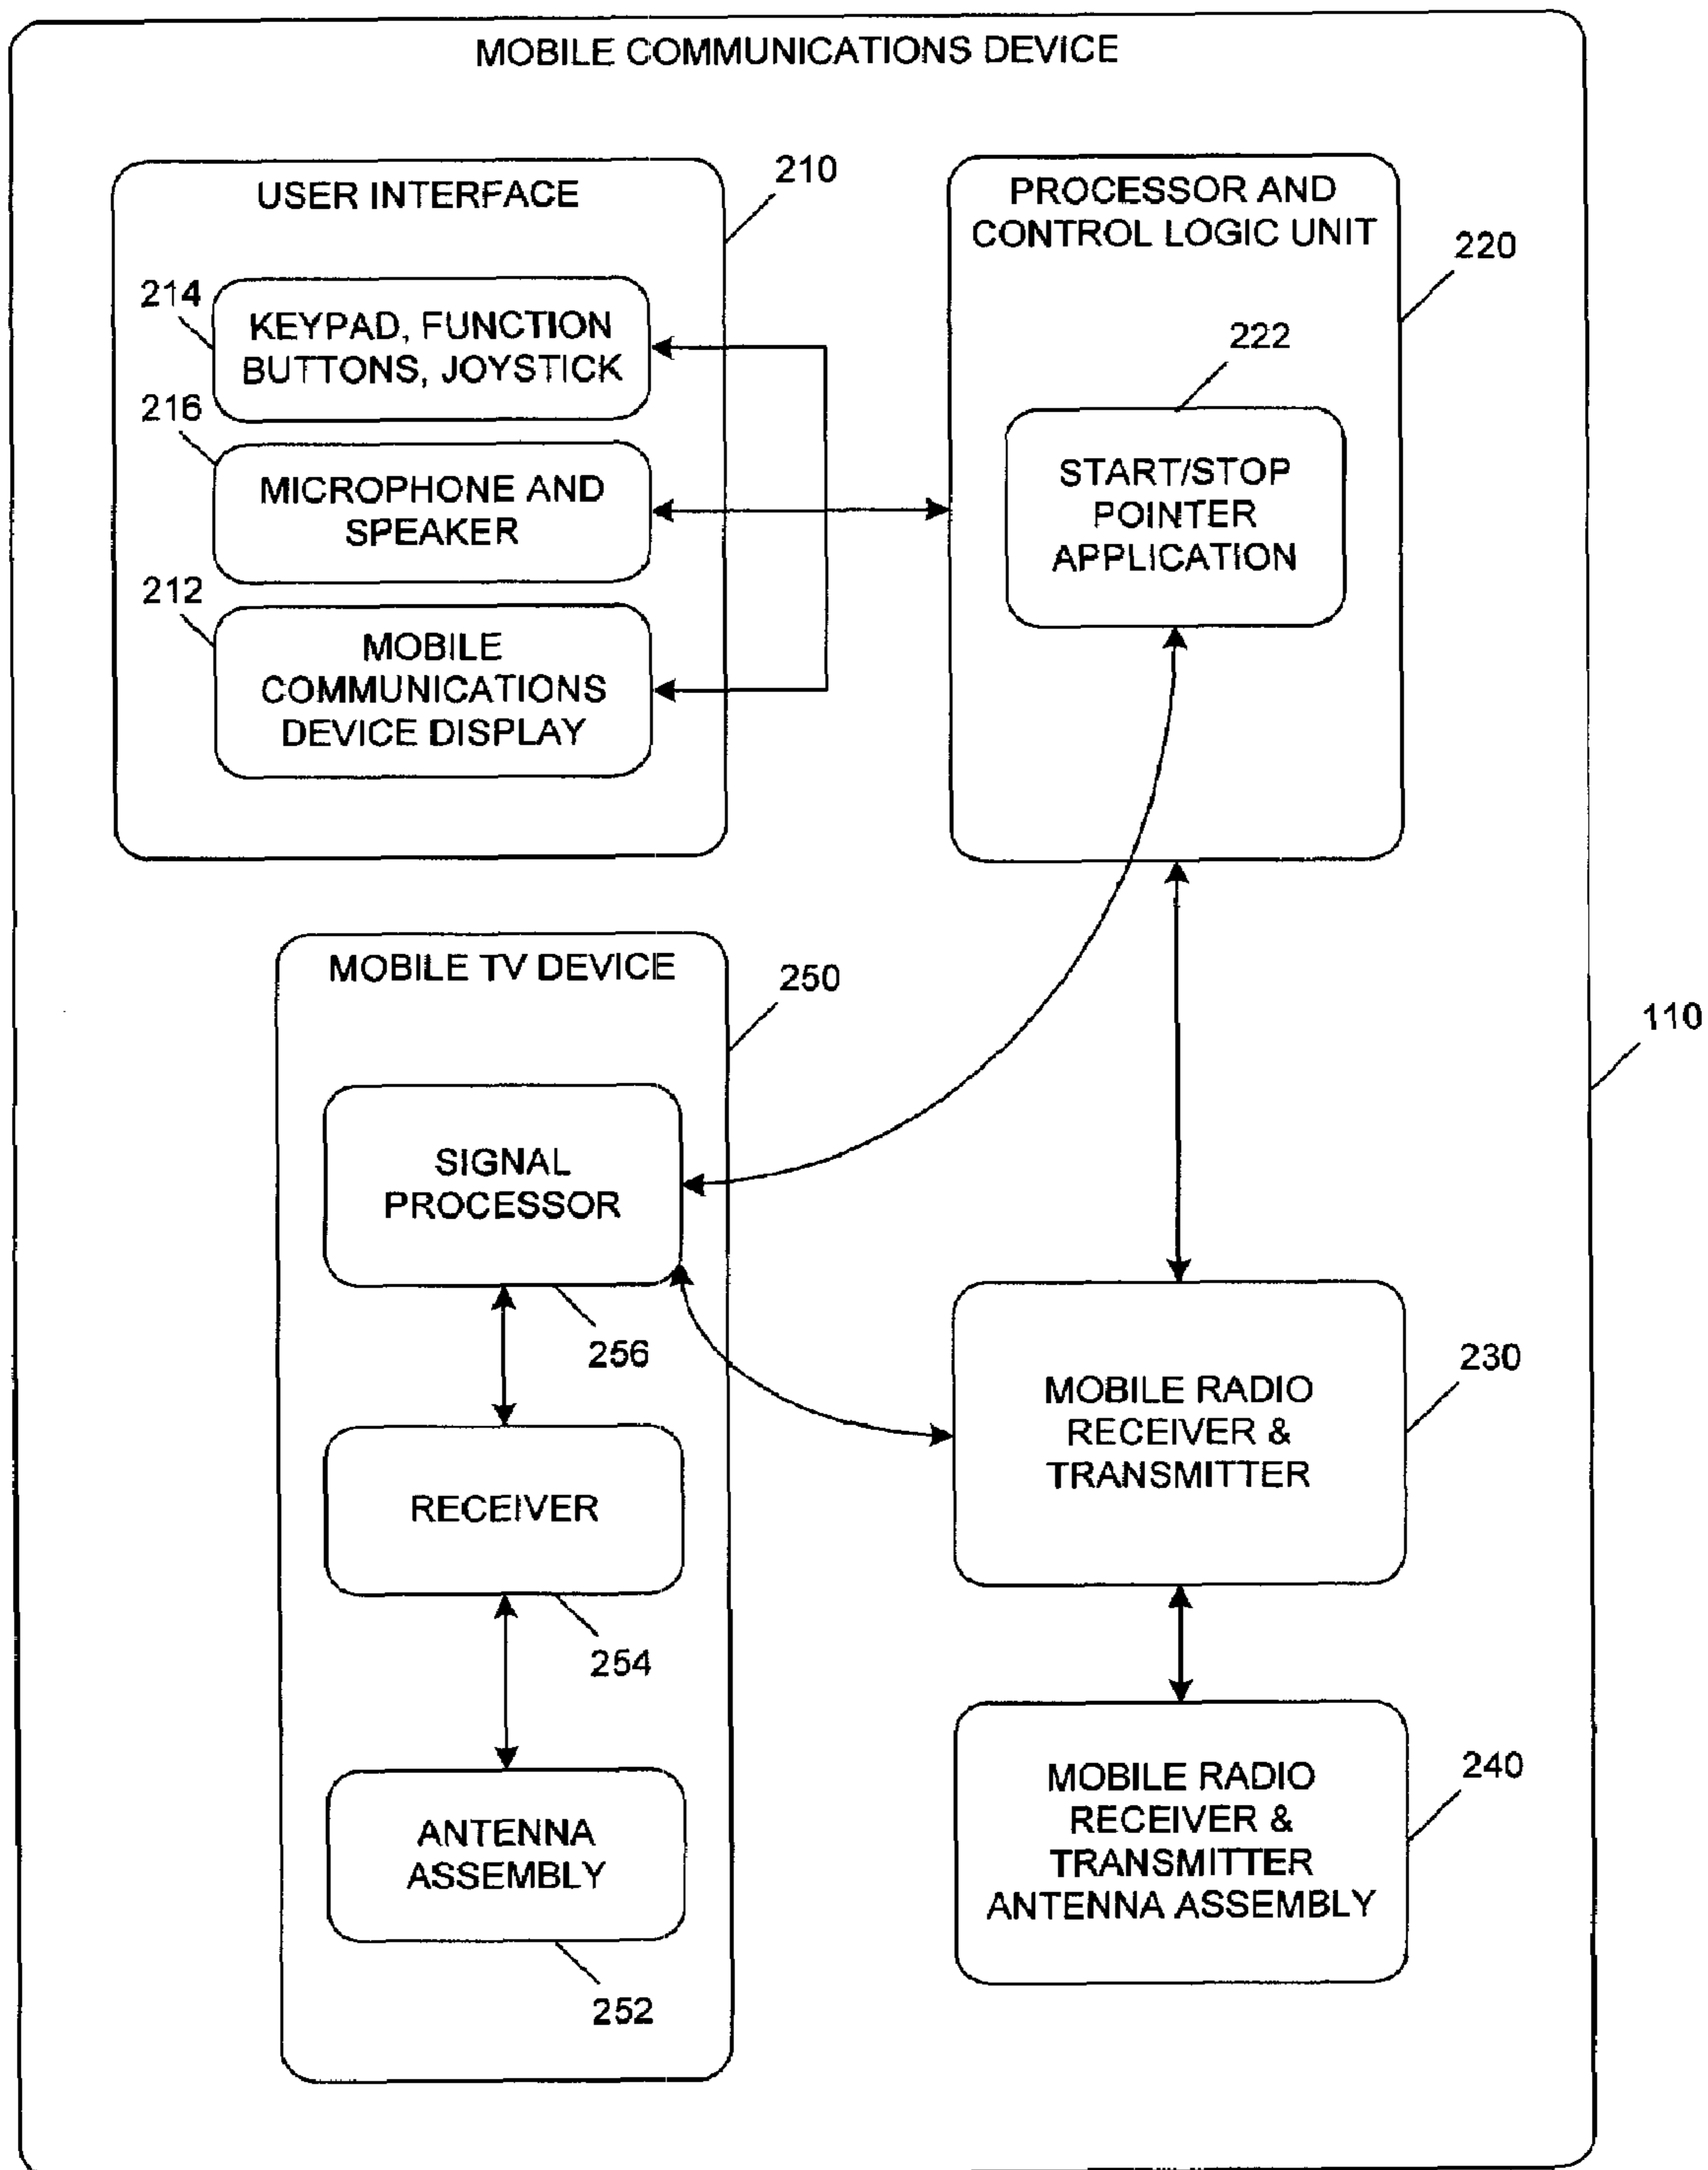 MOBILE COMMUNICATIONS DEVICE
USER INTERFACE
210
214
KEYPAD, FUNCTION
BUTTONS, JOYSTICK
216
MICROPHONE AND
SPEAKER
212
MOBILE
COMMUNICATIONS
DEVICE DISPLAY
PROCESSOR AND
CONTROL LOGIC UNIT
220
222
START/STOP
POINTER
APPLICATION
MOBILE TV DEVICE
250
110
SIGNAL
PROCESSOR
256
RECEIVER
254
ANTENNA
ASSEMBLY
252
MOBILE RADIO
RECEIVER &
TRANSMITTER
230
MOBILE RADIO
RECEIVER &
TRANSMITTER
ANTENNA ASSEMBLY
240